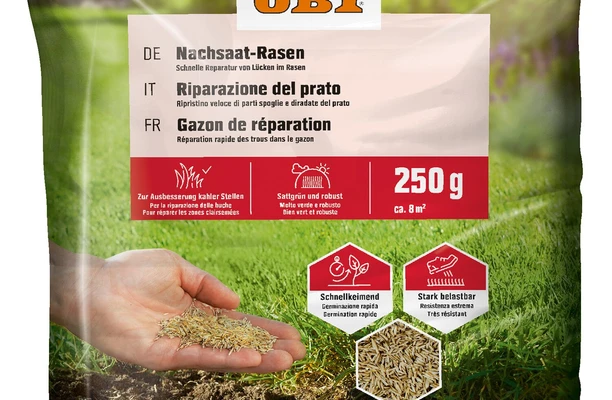 OBI®
DE Nachsaat-Rasen
Schnelle Reparatur von Lücken im Rasen
IT Riparazione del prato
Ripristino veloce di parti spoglie e diradate del prato
FR Gazon de réparation
Réparation rapide des trous dans le gazon
Zur Ausbesserung kahler Stellen
Per la riparazione delle buche
Pour réparer les zones clairsemées
Sattgrün und robust
Molto verde e robusto
Bien vert et robuste
250 g
ca. 8 m²
Schnellkeimend
Germinazione rapida
Germination rapide
Stark belastbar
Resistenza estrema
Très résistant